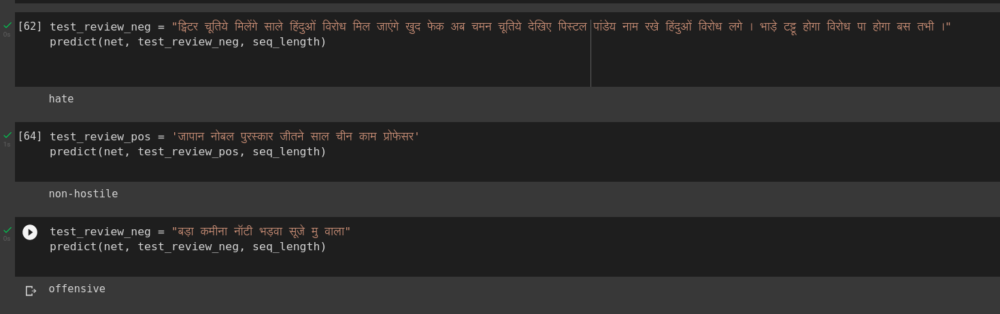 [62] test_review_neg = "ट्विटर चूतिये मिलेंगे साले हिंदुओं विरोध मिल जाएंगे खुद फेक अब चमन चूतिये देखिए पिस्टल पांडेय नाम रखे हिंदुओं विरोध लगे । भाड़े टट्टू होगा विरोध पा होगा बस तभी ।"
0s
predict(net, test_review_neg, seq_length)
hate
[64] test_review_pos = 'जापान नोबल पुरस्कार जीतने साल चीन काम प्रोफेसर'
1s
predict(net, test_review_pos, seq_length)
non-hostile
test_review_neg = "बड़ा कमीना नॉटी भड़वा सूजे मु वाला"
0s
predict(net, test_review_neg, seq_length)
offensive